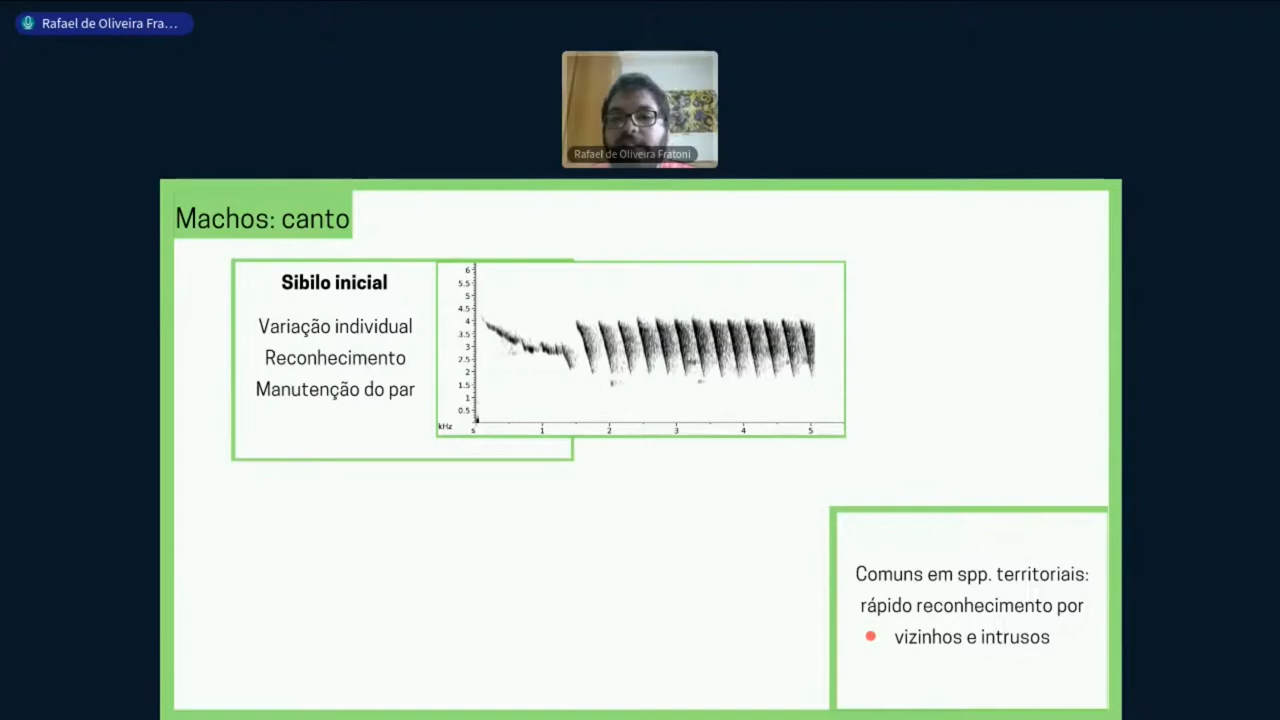 Rafael de Oliveira Fra...
Rafael de Oliveira Fratoni
Machos: canto
Sibilo inicial
Variação individual
Reconhecimento
Manutenção do par
6
5.5
5
4.5
4
3.5
3
2.5
2
1.5
1
0.5
kHz
s
1
2
3
4
5
Comuns em spp. territoriais:
rápido reconhecimento por
vizinhos e intrusos